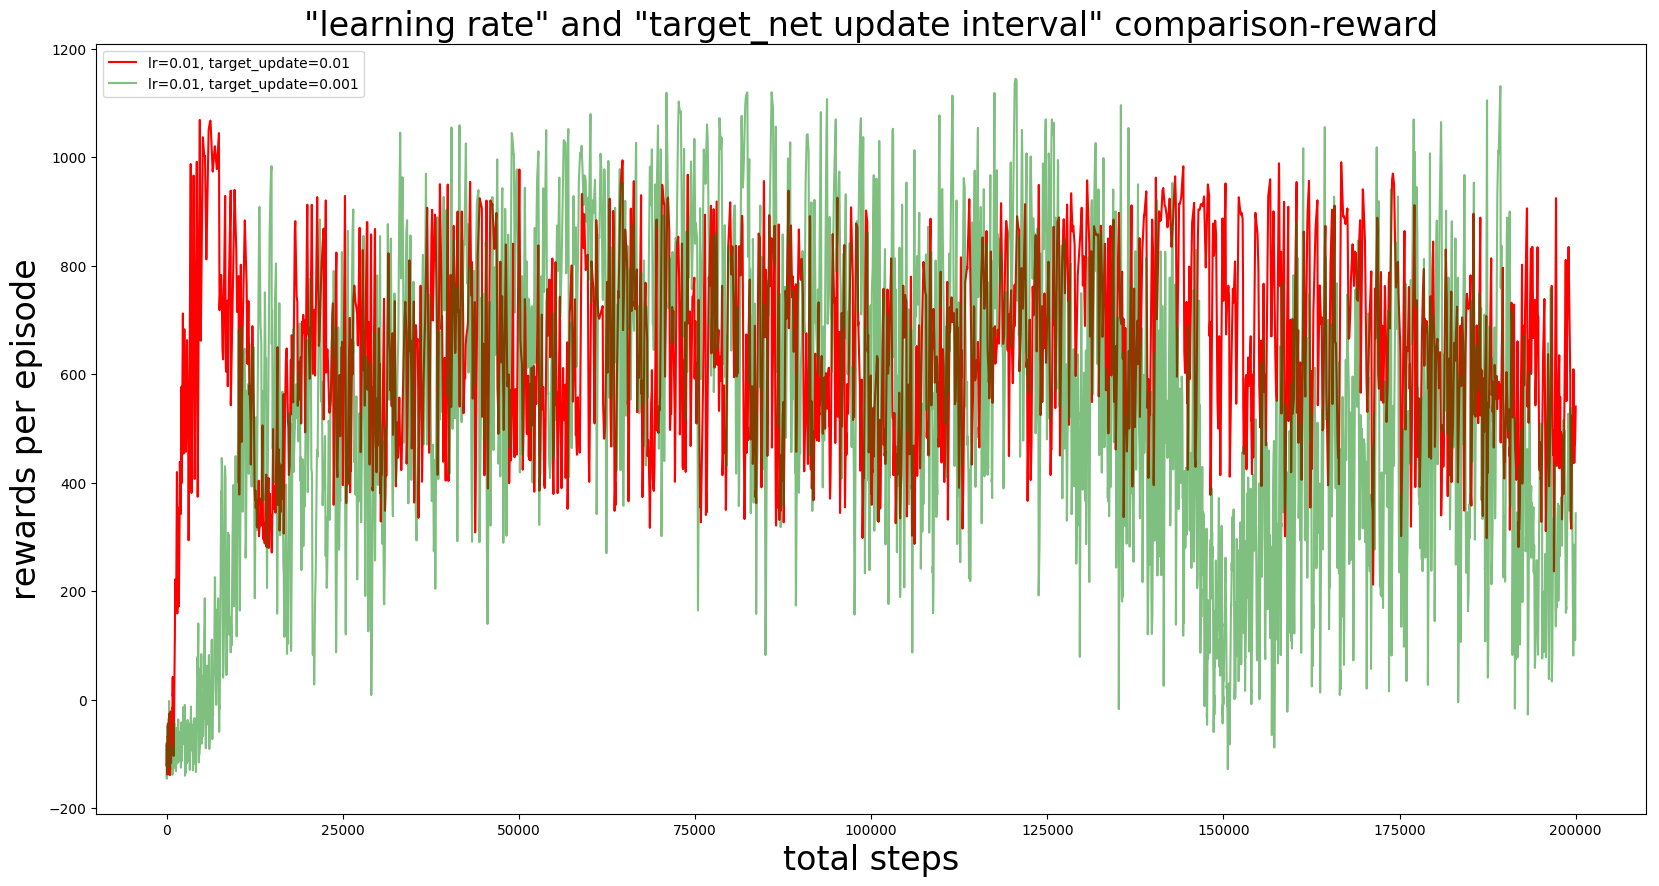 "learning rate" and "target_net update interval" comparison-reward
lr=0.01, target_update=0.01
lr=0.01, target_update=0.001
rewards per episode
1200
1000
800
600
400
200
0
−200
0 25000 50000 75000 100000 125000 150000 175000 200000
total steps